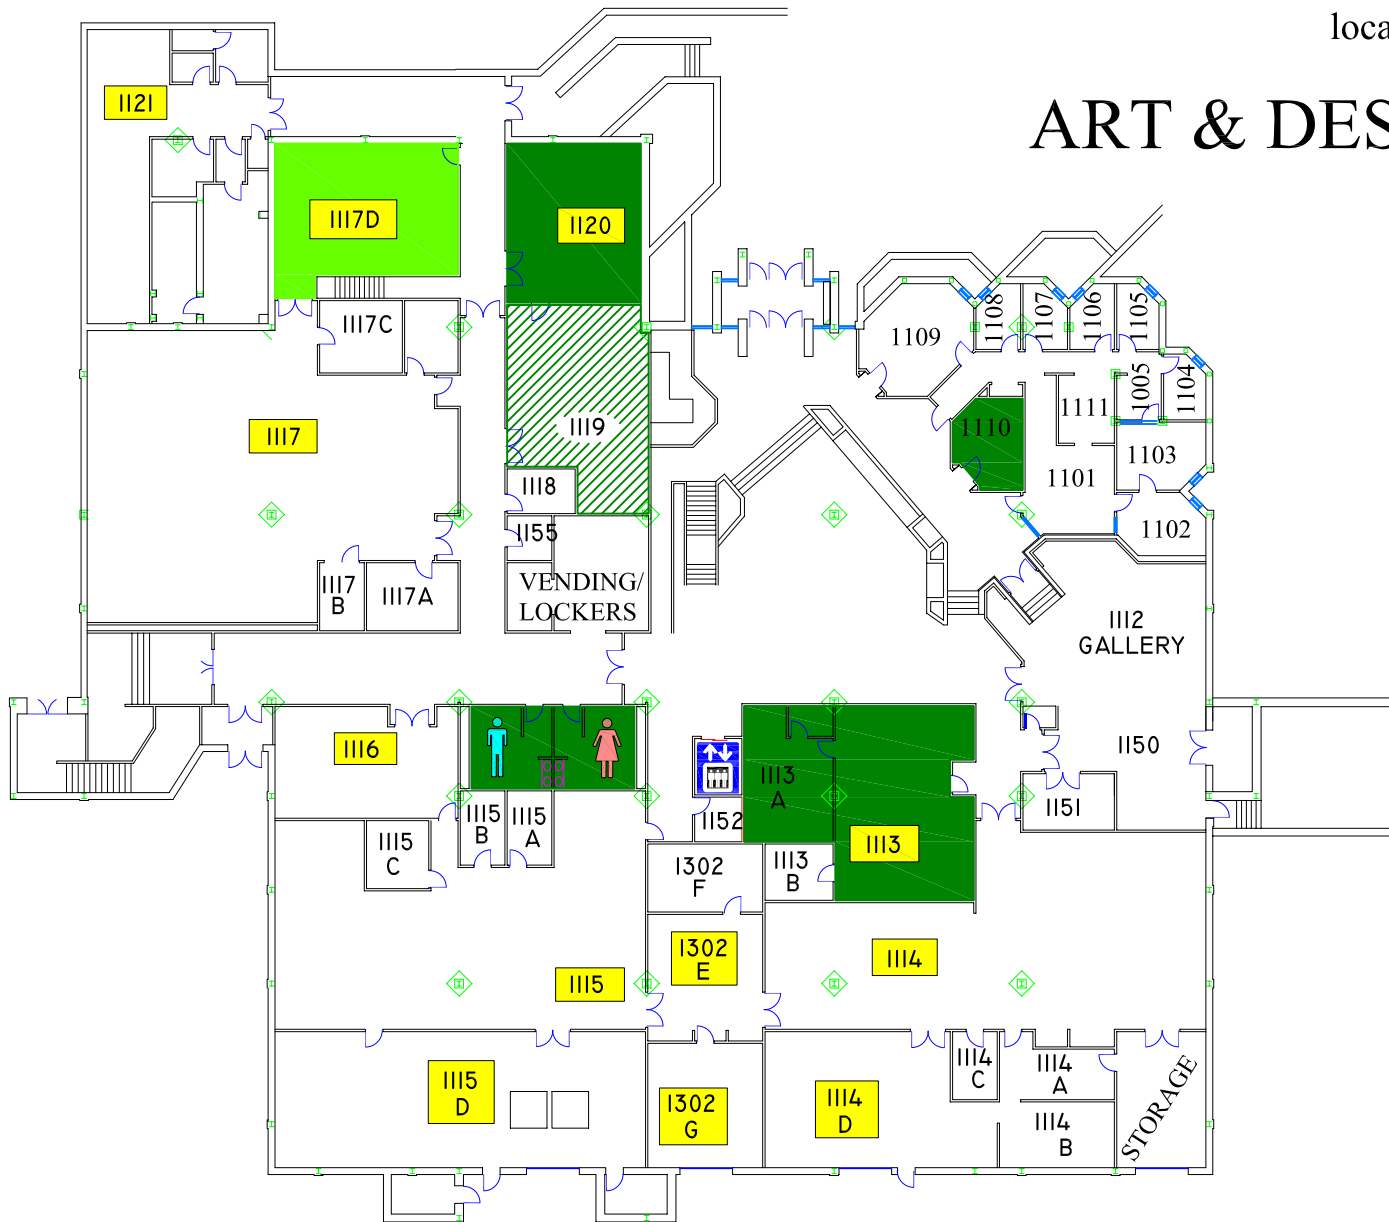 loca
ART & DES
1121
1117D
1120
1117C
1109
1108
1107
1106
1105
1005
1104
1111
1110
1119
1117
1103
1101
1118
1102
1155
VENDING/
LOCKERS
1117
B
1117A
1112
GALLERY
1116
1150
1113
A
1151
1115
B
1115
A
1152
1113
1115
C
1302
F
1113
B
1302
E
1114
1115
1115
D
1302
G
1114
D
1114
C
1114
A
1114
B
STORAGE